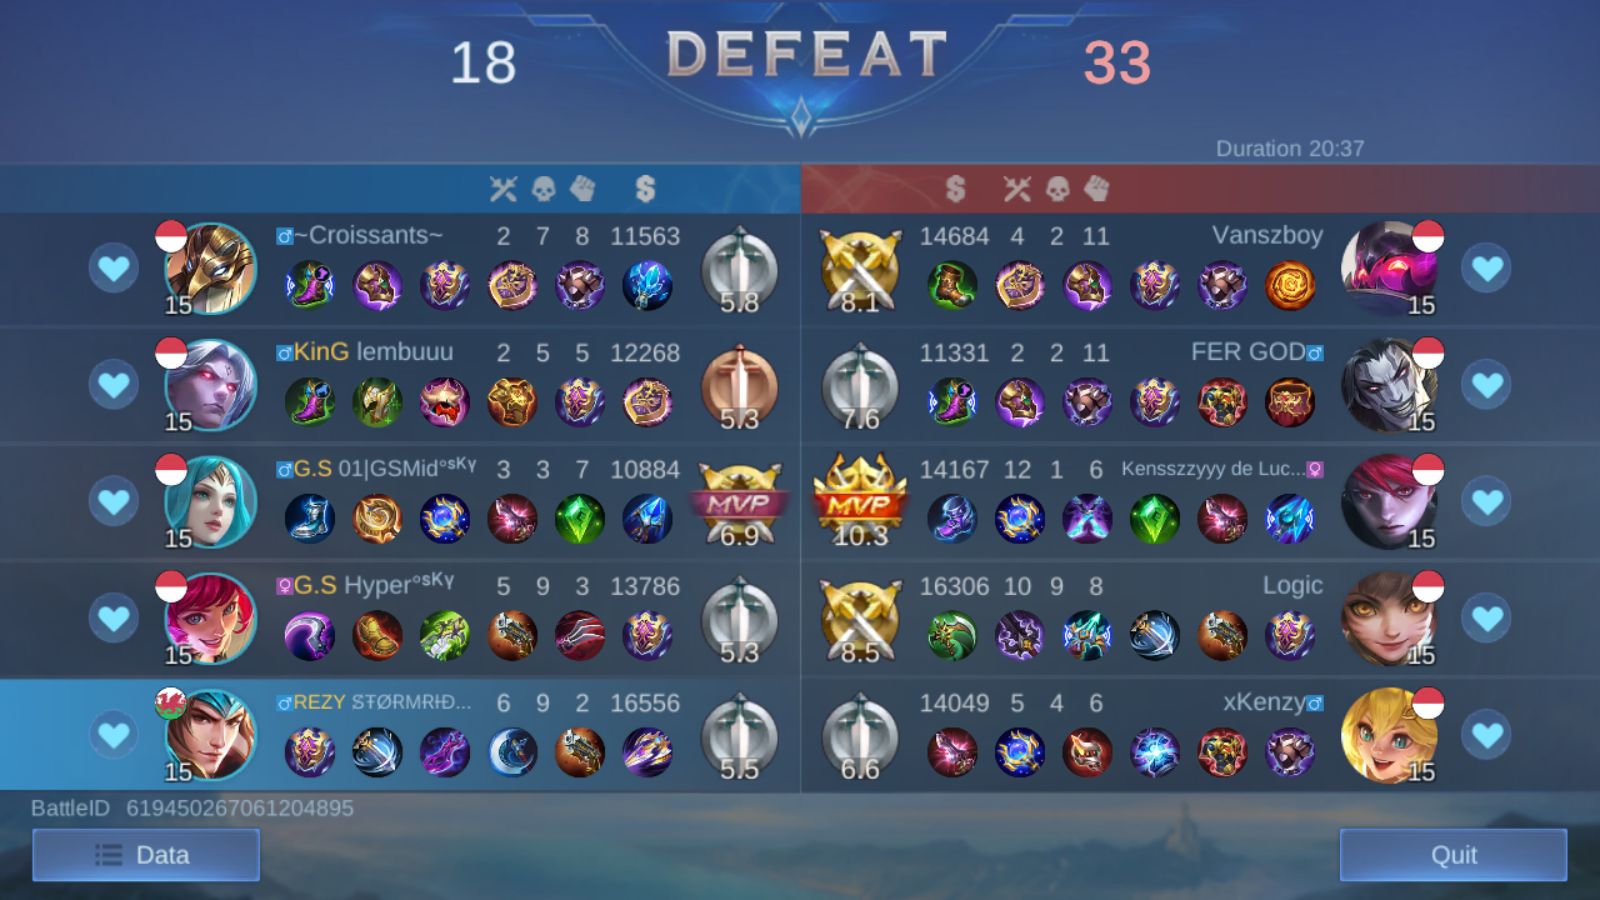 18 DEFEAT 33
Duration 20:37
~Croissants~ 2 7 8 11563
15 5.8
8.1 14684 4 2 11 Vanszboy
15
KinG lembuuu 2 5 5 12268
15 5.3
7.6 11331 2 2 11 FER GOD
15
G.S 01|GSMid°ˢᴷᵞ 3 3 7 10884
15 MVP 6.9
MVP 10.3 14167 12 1 6 Kensszzyyy de Luc...
15
G.S Hyper°ˢᴷᵞ 5 9 3 13786
15 5.3
8.5 16306 10 9 8 Logic
15
REZY SŦØRMRƗĐ... 6 9 2 16556
15 5.5
6.6 14049 5 4 6 xKenzy
15
BattleID 619450267061204895
Data
Quit